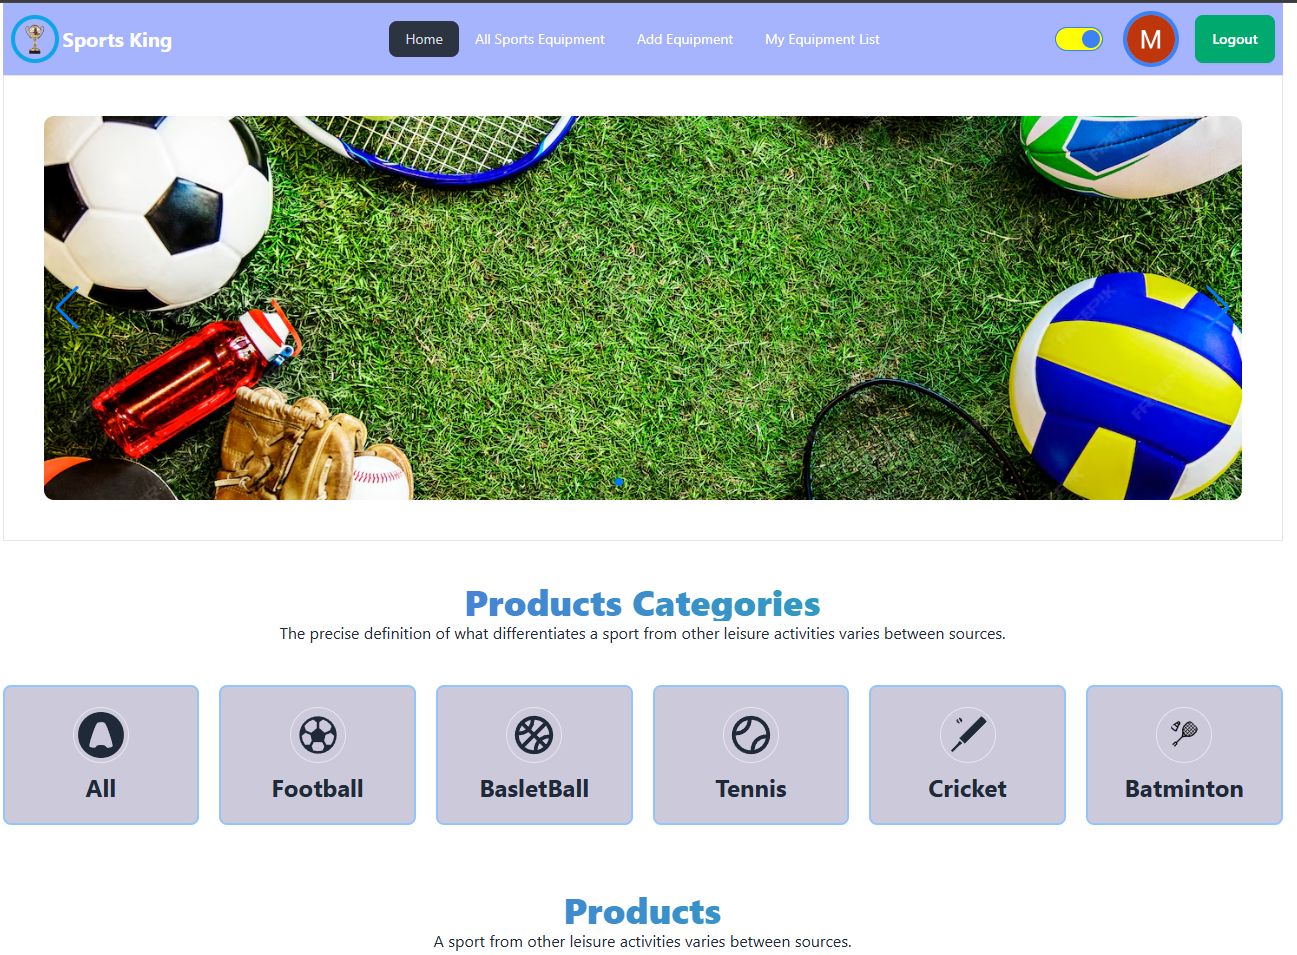 Sports King
Home
All Sports Equipment
Add Equipment
My Equipment List
M
Logout
Products Categories
The precise definition of what differentiates a sport from other leisure activities varies between sources.
All
Football
BasletBall
Tennis
Cricket
Batminton
Products
A sport from other leisure activities varies between sources.